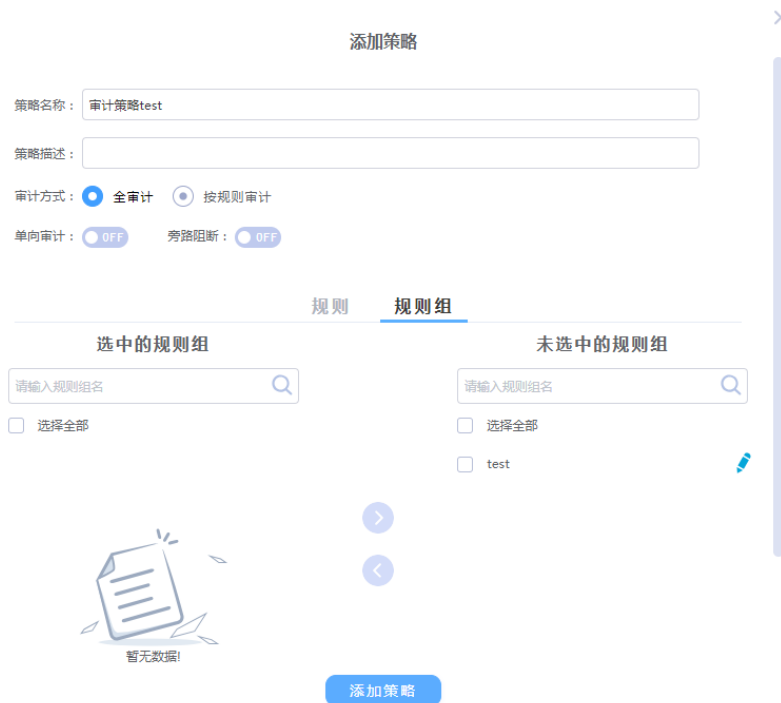 添加策略
策略名称： 审计策略test
策略描述：
审计方式： 全审计 按规则审计
单向审计： OFF 旁路阻断： OFF
规则 规则组
选中的规则组 未选中的规则组
请输入规则组名 请输入规则组名
选择全部 选择全部
test
暂无数据!
添加策略